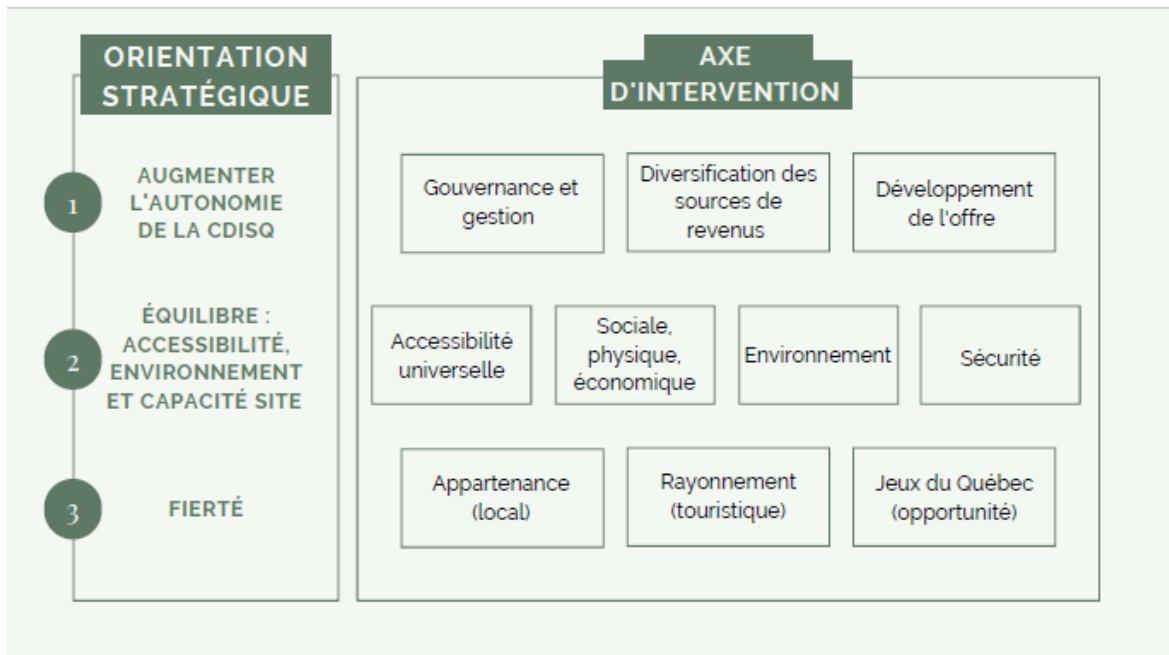 ORIENTATION
STRATÉGIQUE
AXE
D'INTERVENTION
1
AUGMENTER
L'AUTONOMIE
DE LA CDISQ
Gouvernance et
gestion
Diversification des
sources de
revenus
Développement
de l'offre
2
ÉQUILIBRE :
ACCESSIBILITÉ,
ENVIRONNEMENT
ET CAPACITÉ SITE
Accessibilité
universelle
Sociale,
physique,
économique
Environnement
Sécurité
3
FIERTÉ
Appartenance
(local)
Rayonnement
(touristique)
Jeux du Québec
(opportunité)